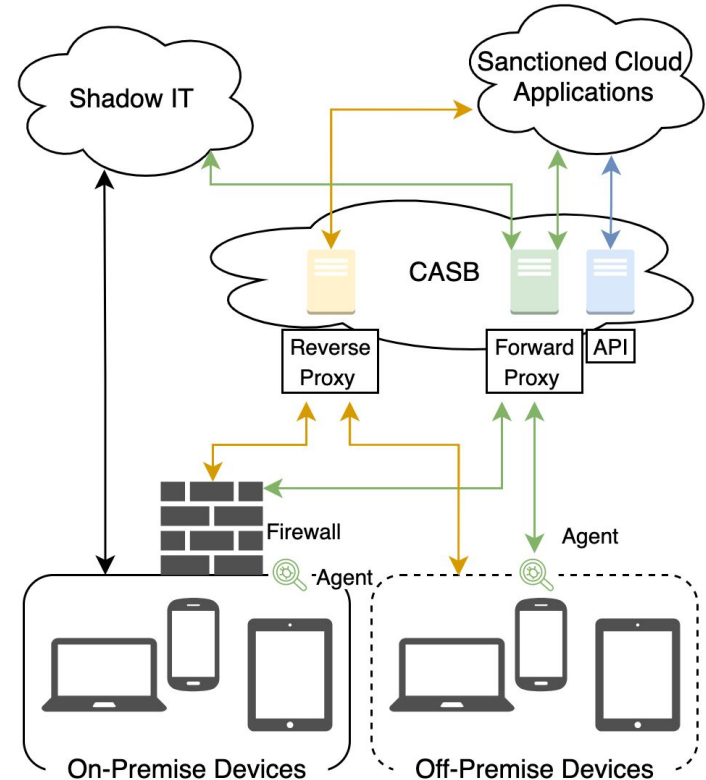 Shadow IT
Sanctioned Cloud
Applications
CASB
Reverse
Proxy
Forward
Proxy
API
Firewall
Agent
Agent
On-Premise Devices
Off-Premise Devices